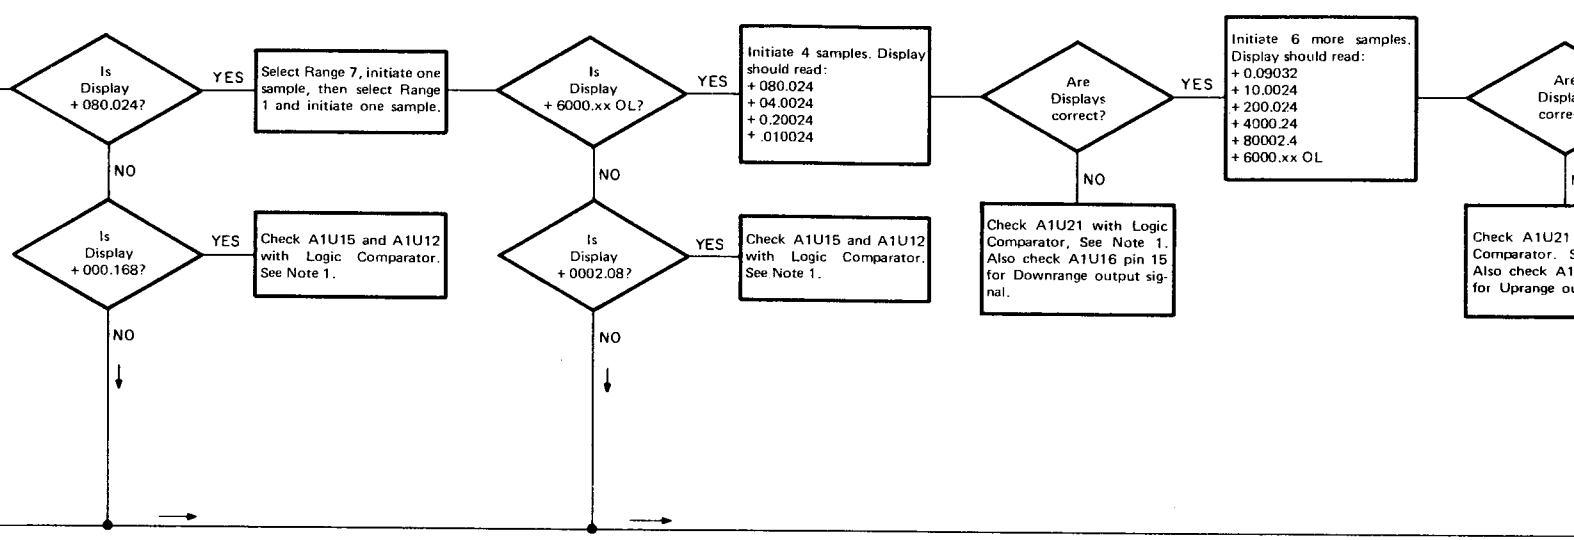 Is
Display
+ 080.024?
YES
NO
Select Range 7, initiate one
sample, then select Range
1 and initiate one sample.
Is
Display
+ 000.168?
YES
NO
Check A1U15 and A1U12
with Logic Comparator.
See Note 1.
Is
Display
+ 6000.xx OL?
YES
NO
Initiate 4 samples. Display
should read:
+ 080.024
+ 04.0024
+ 0.20024
+ .010024
Is
Display
+ 0002.08?
YES
NO
Check A1U15 and A1U12
with Logic Comparator.
See Note 1.
Are
Displays
correct?
YES
NO
Check A1U21 with Logic
Comparator, See Note 1.
Also check A1U16 pin 15
for Downrange output sig-
nal.
Initiate 6 more samples.
Display should read:
+ 0.09032
+ 10.0024
+ 200.024
+ 4000.24
+ 80002.4
+ 6000.xx OL
Are
Check A1U21
Comparator.
Also check
for Uprange